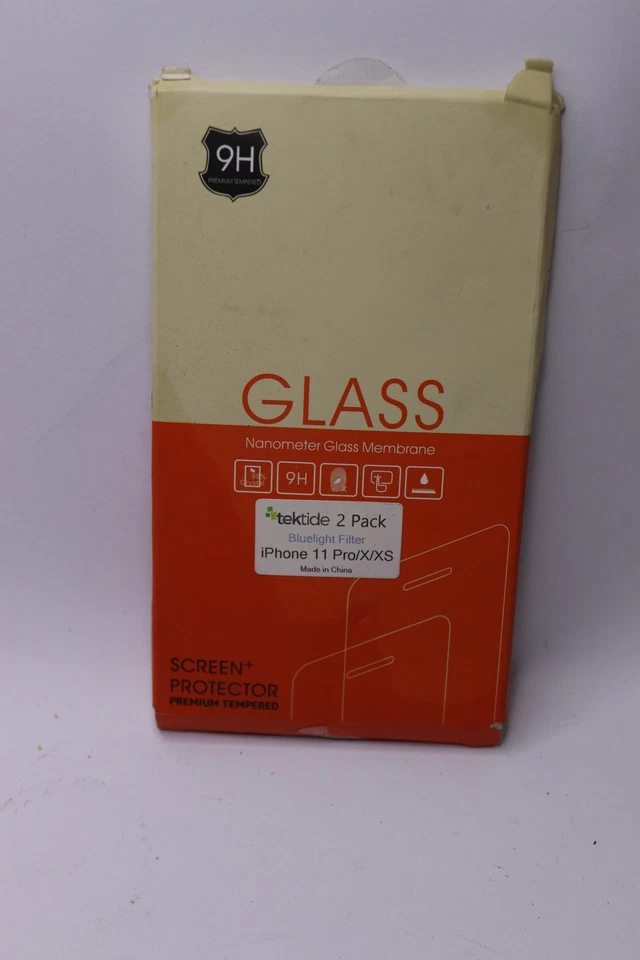 9H
PREMIUM TEMPERED
GLASS
Nanometer Glass Membrane
9H
tektide 2 Pack
Bluelight Filter
iPhone 11 Pro/X/XS
Made in China
SCREEN+
PROTECTOR
PREMIUM TEMPERED